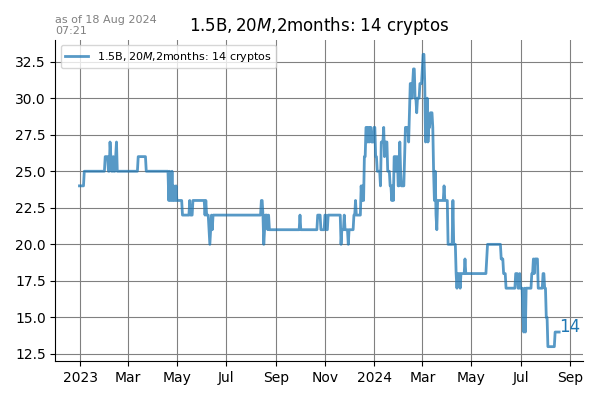 as of 18 Aug 2024
07:21
1.5B, 20M,2months: 14 cryptos
1.5B, 20M,2months: 14 cryptos
32.5
30.0
27.5
25.0
22.5
20.0
17.5
15.0
12.5
14
2023 Mar May Jul Sep Nov 2024 Mar May Jul Sep